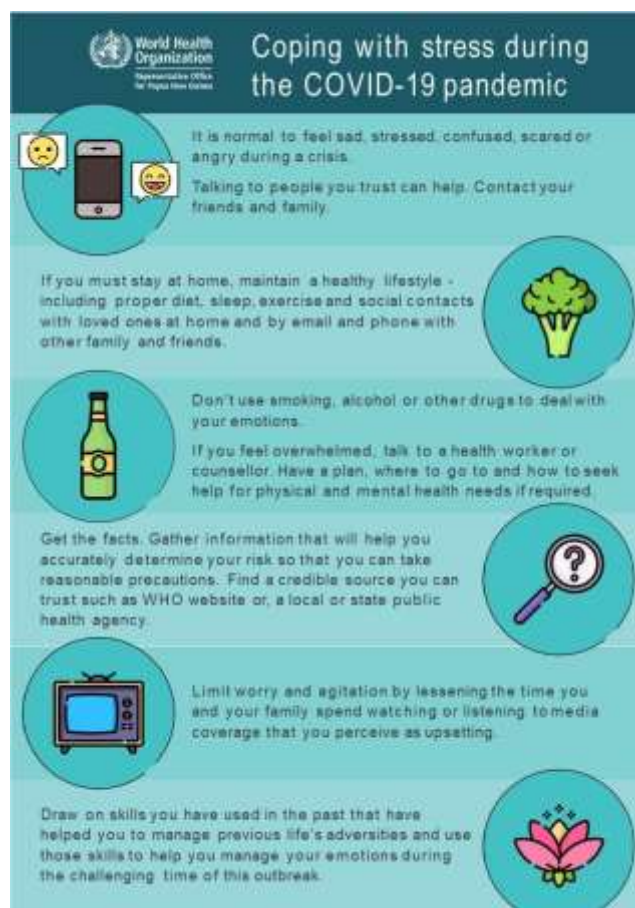 World Health
Organization
Representative Office
for Papua New Guinea
Coping with stress during
the COVID-19 pandemic
It is normal to feel sad, stressed, confused, scared or
angry during a crisis.
Talking to people you trust can help. Contact your
friends and family.
If you must stay at home, maintain a healthy lifestyle -
including proper diet, sleep, exercise and social contacts
with loved ones at home and by email and phone with
other family and friends.
Don't use smoking, alcohol or other drugs to deal with
your emotions.
If you feel overwhelmed, talk to a health worker or
counsellor. Have a plan, where to go to and how to seek
help for physical and mental health needs if required.
Get the facts. Gather information that will help you
accurately determine your risk so that you can take
reasonable precautions. Find a credible source you can
trust such as WHO website or, a local or state public
health agency.
?
Limit worry and agitation by lessening the time you
and your family spend watching or listening to media
coverage that you perceive as upsetting.
Draw on skills you have used in the past that have
helped you to manage previous life's adversities and use
those skills to help you manage your emotions during
the challenging time of this outbreak.